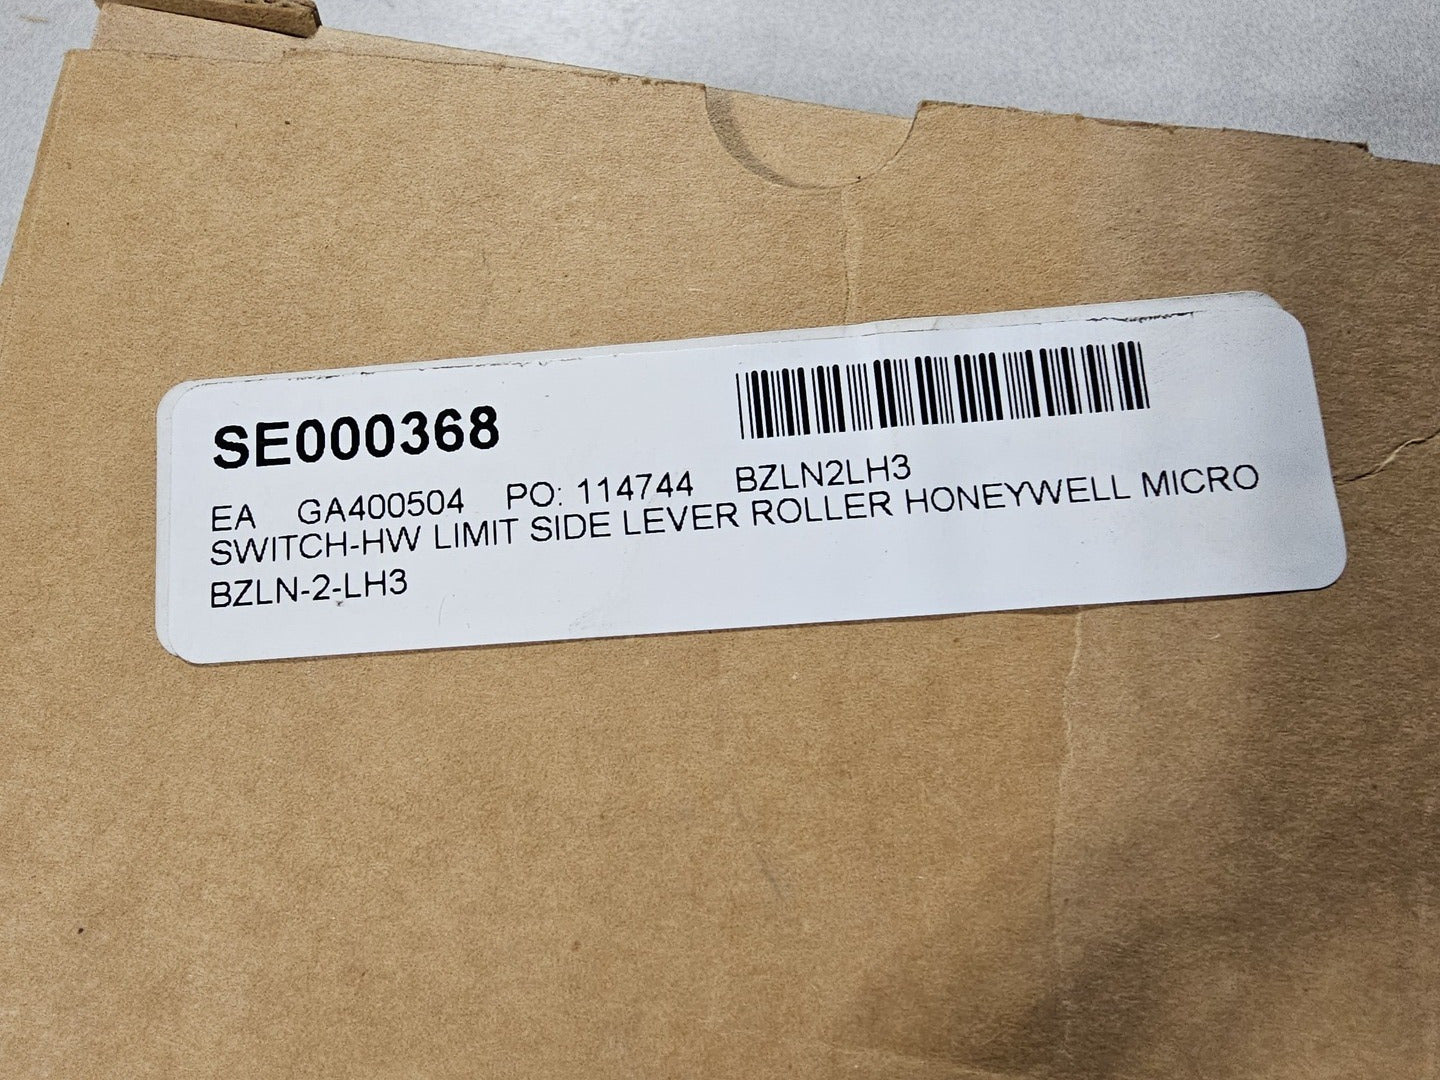 SE000368
EA GA400504 PO: 114744 BZLN2LH3
SWITCH-HW LIMIT SIDE LEVER ROLLER HONEYWELL MICRO
BZLN-2-LH3